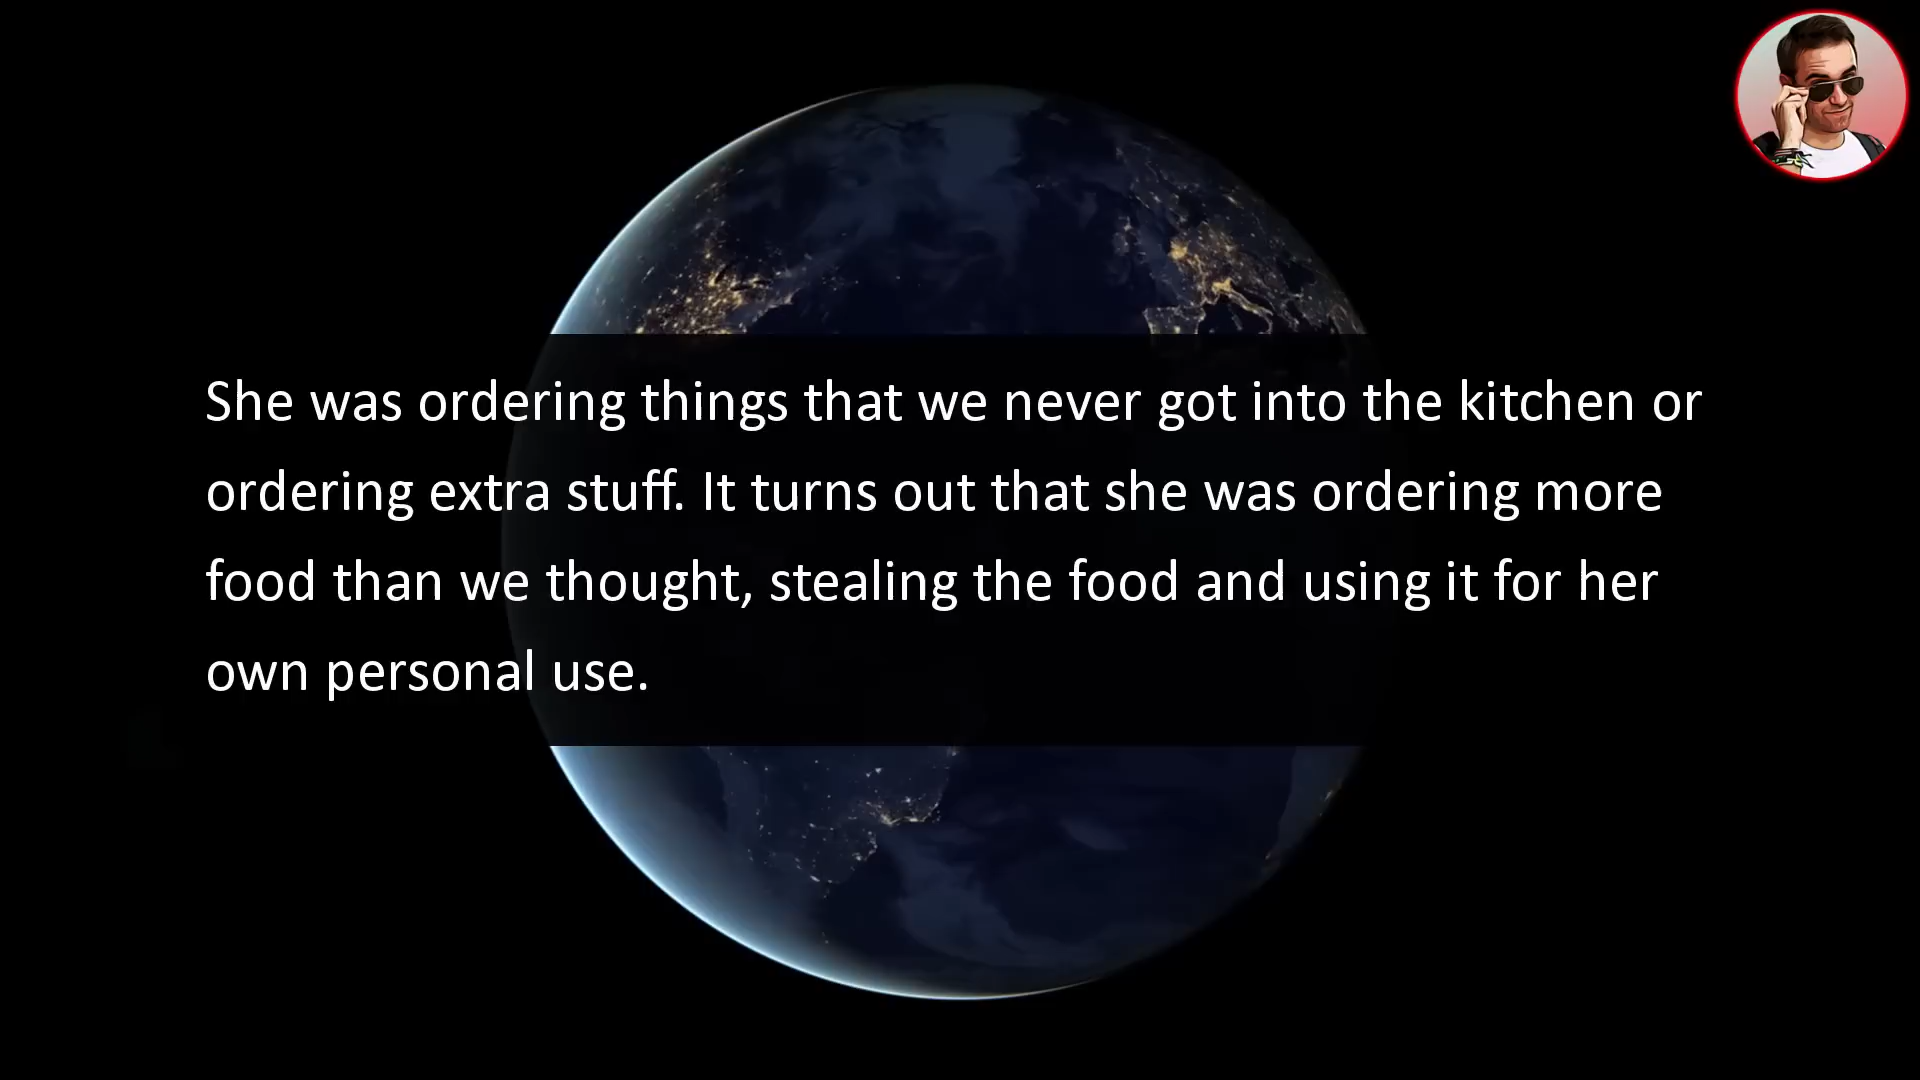 She was ordering things that we never got into the kitchen or
ordering extra stuff. It turns out that she was ordering more
food than we thought, stealing the food and using it for her
own personal use.